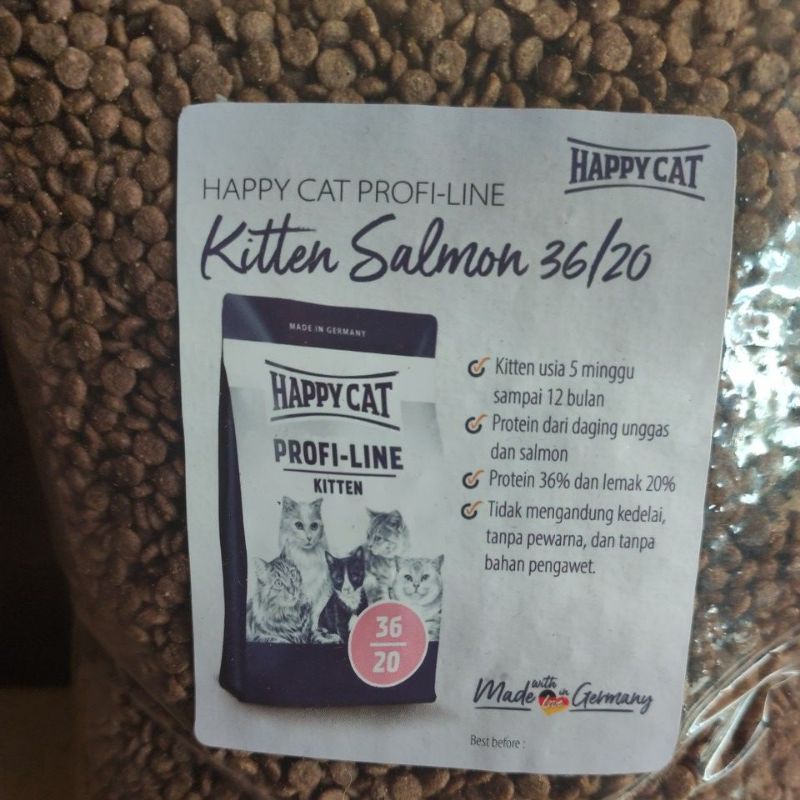 HAPPY CAT
HAPPY CAT PROFI-LINE
Kitten Salmon 36/20
MADE IN GERMANY
HAPPY CAT
PROFI-LINE
KITTEN
36
20
Kitten usia 5 minggu
sampai 12 bulan
Protein dari daging unggas
dan salmon
Protein 36% dan lemak 20%
Tidak mengandung kedelai,
tanpa pewarna, dan tanpa
bahan pengawet.
Made with love in Germany
Best before :